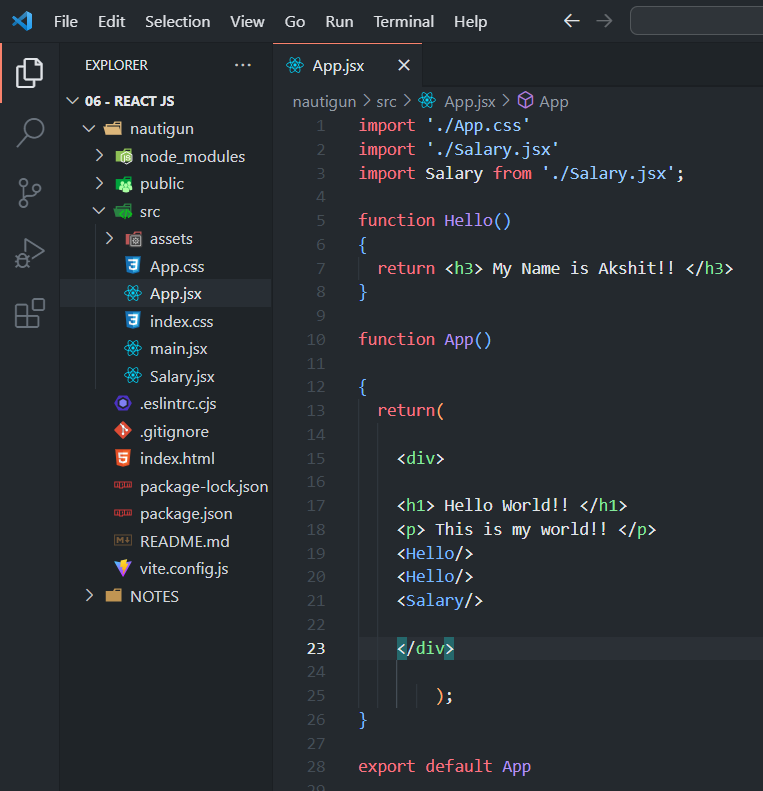 File Edit Selection View Go Run Terminal Help
EXPLORER
06 - REACT JS
nautigun
node_modules
public
src
assets
App.css
App.jsx
index.css
main.jsx
Salary.jsx
.eslintrc.cjs
.gitignore
index.html
package-lock.json
package.json
README.md
vite.config.js
NOTES
App.jsx
nautigun > src > App.jsx > App
1 import './App.css'
2 import './Salary.jsx'
3 import Salary from './Salary.jsx';
4
5 function Hello()
6 {
7 return <h3> My Name is Akshit!! </h3>
8 }
9
10 function App()
11
12 {
13 return(
14
15 <div>
16
17 <h1> Hello World!! </h1>
18 <p> This is my world!! </p>
19 <Hello/>
20 <Hello/>
21 <Salary/>
22
23 </div>
24
25 );
26 }
27
28 export default App
29